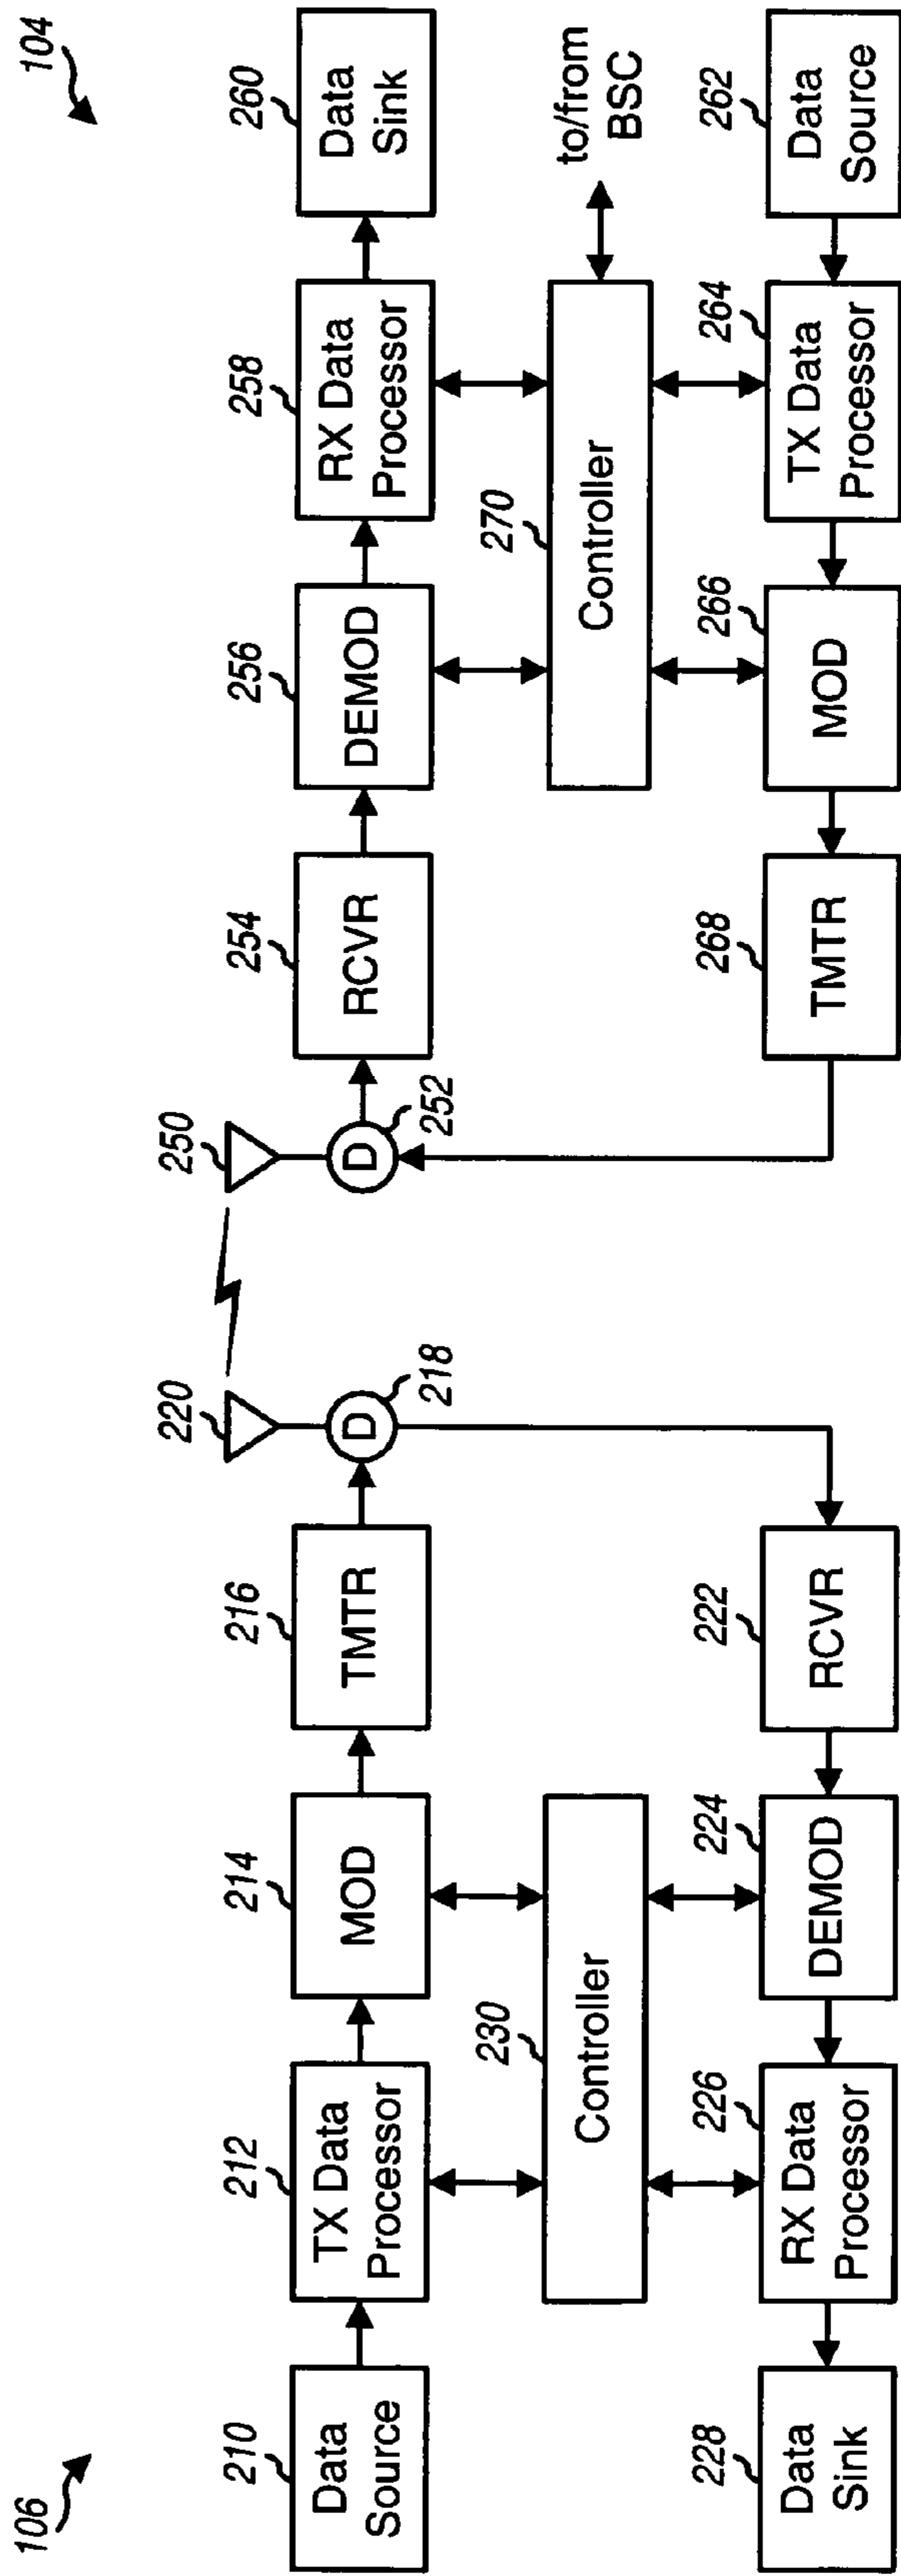 106
104
210
Data
Source
212
TX Data
Processor
214
MOD
216
TMTR
220
D
218
250
D
252
254
RCVR
256
DEMOD
258
RX Data
Processor
260
Data
Sink
230
Controller
270
Controller
to/from
BSC
228
Data
Sink
226
RX Data
Processor
224
DEMOD
222
RCVR
268
TMTR
266
MOD
264
TX Data
Processor
262
Data
Source